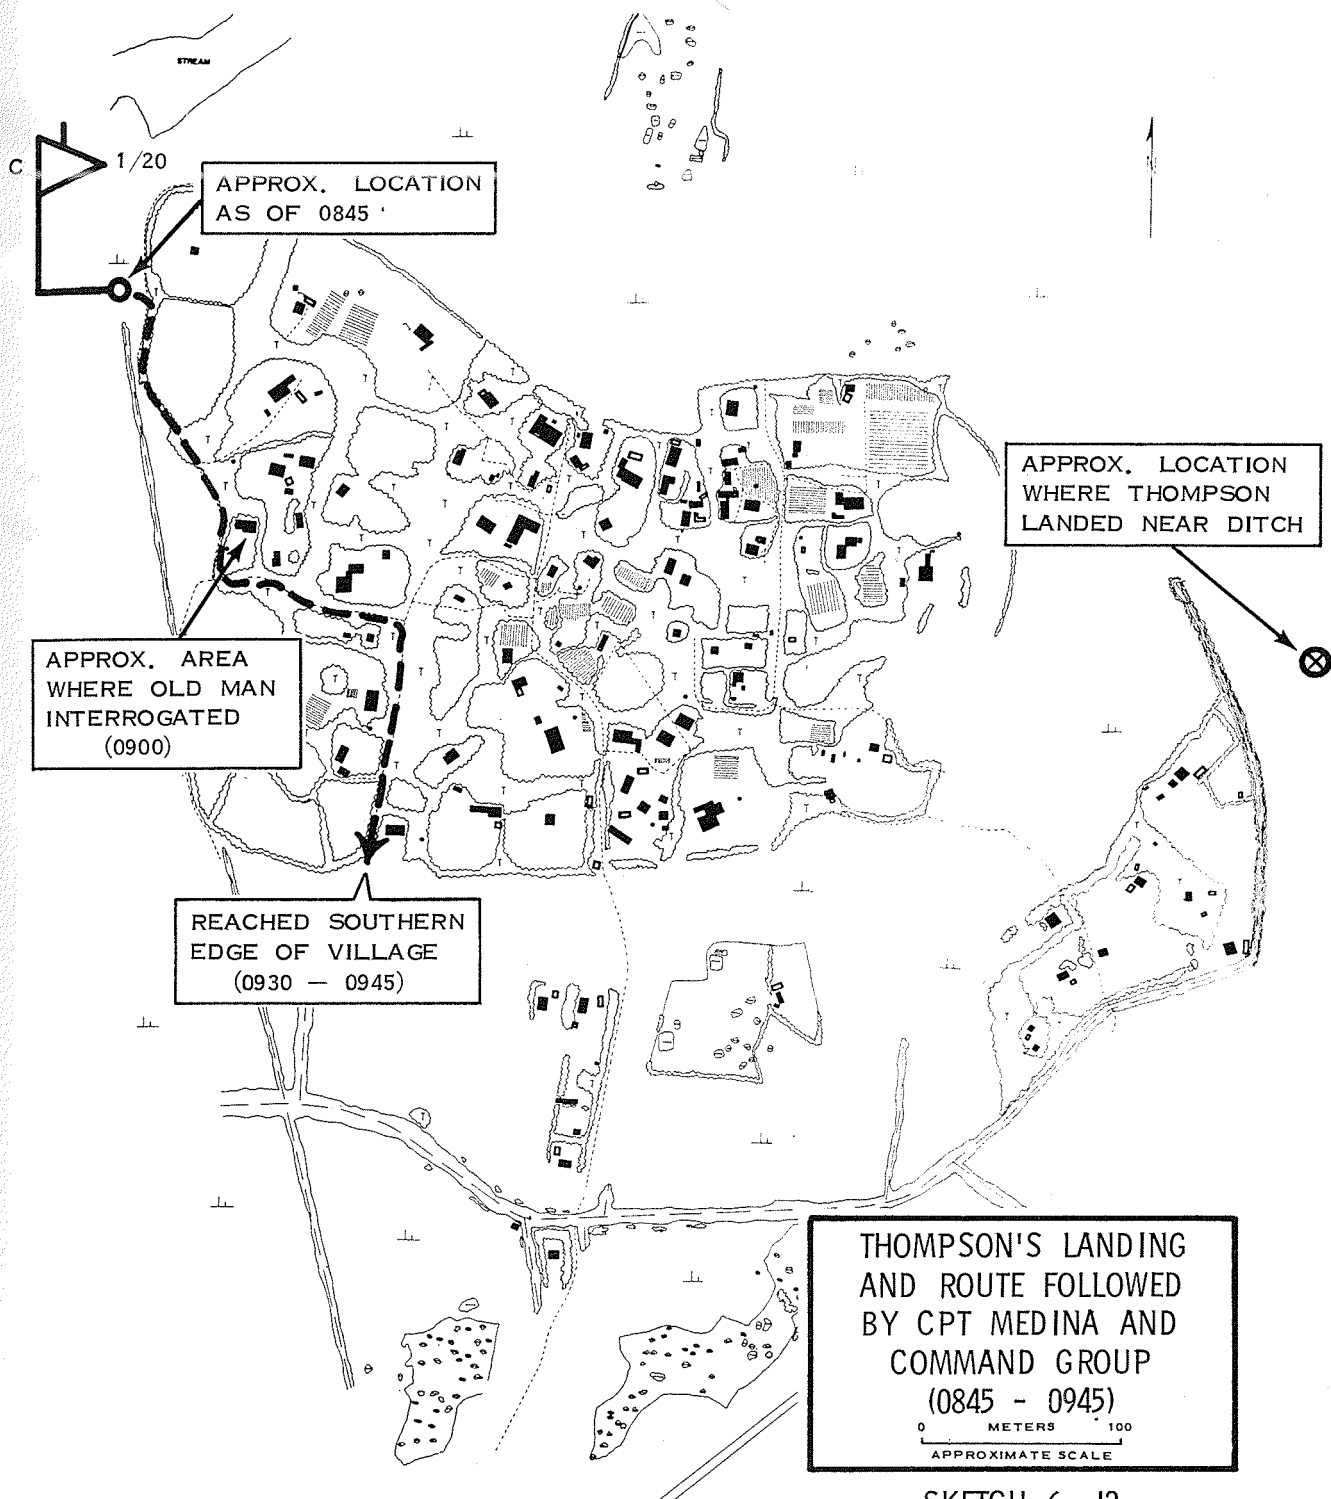 STREAM
C
1/20
APPROX. LOCATION
AS OF 0845
APPROX. LOCATION
WHERE THOMPSON
LANDED NEAR DITCH
APPROX. AREA
WHERE OLD MAN
INTERROGATED
(0900)
REACHED SOUTHERN
EDGE OF VILLAGE
(0930 — 0945)
THOMPSON'S LANDING
AND ROUTE FOLLOWED
BY CPT MEDINA AND
COMMAND GROUP
(0845 - 0945)
0 METERS 100
APPROXIMATE SCALE